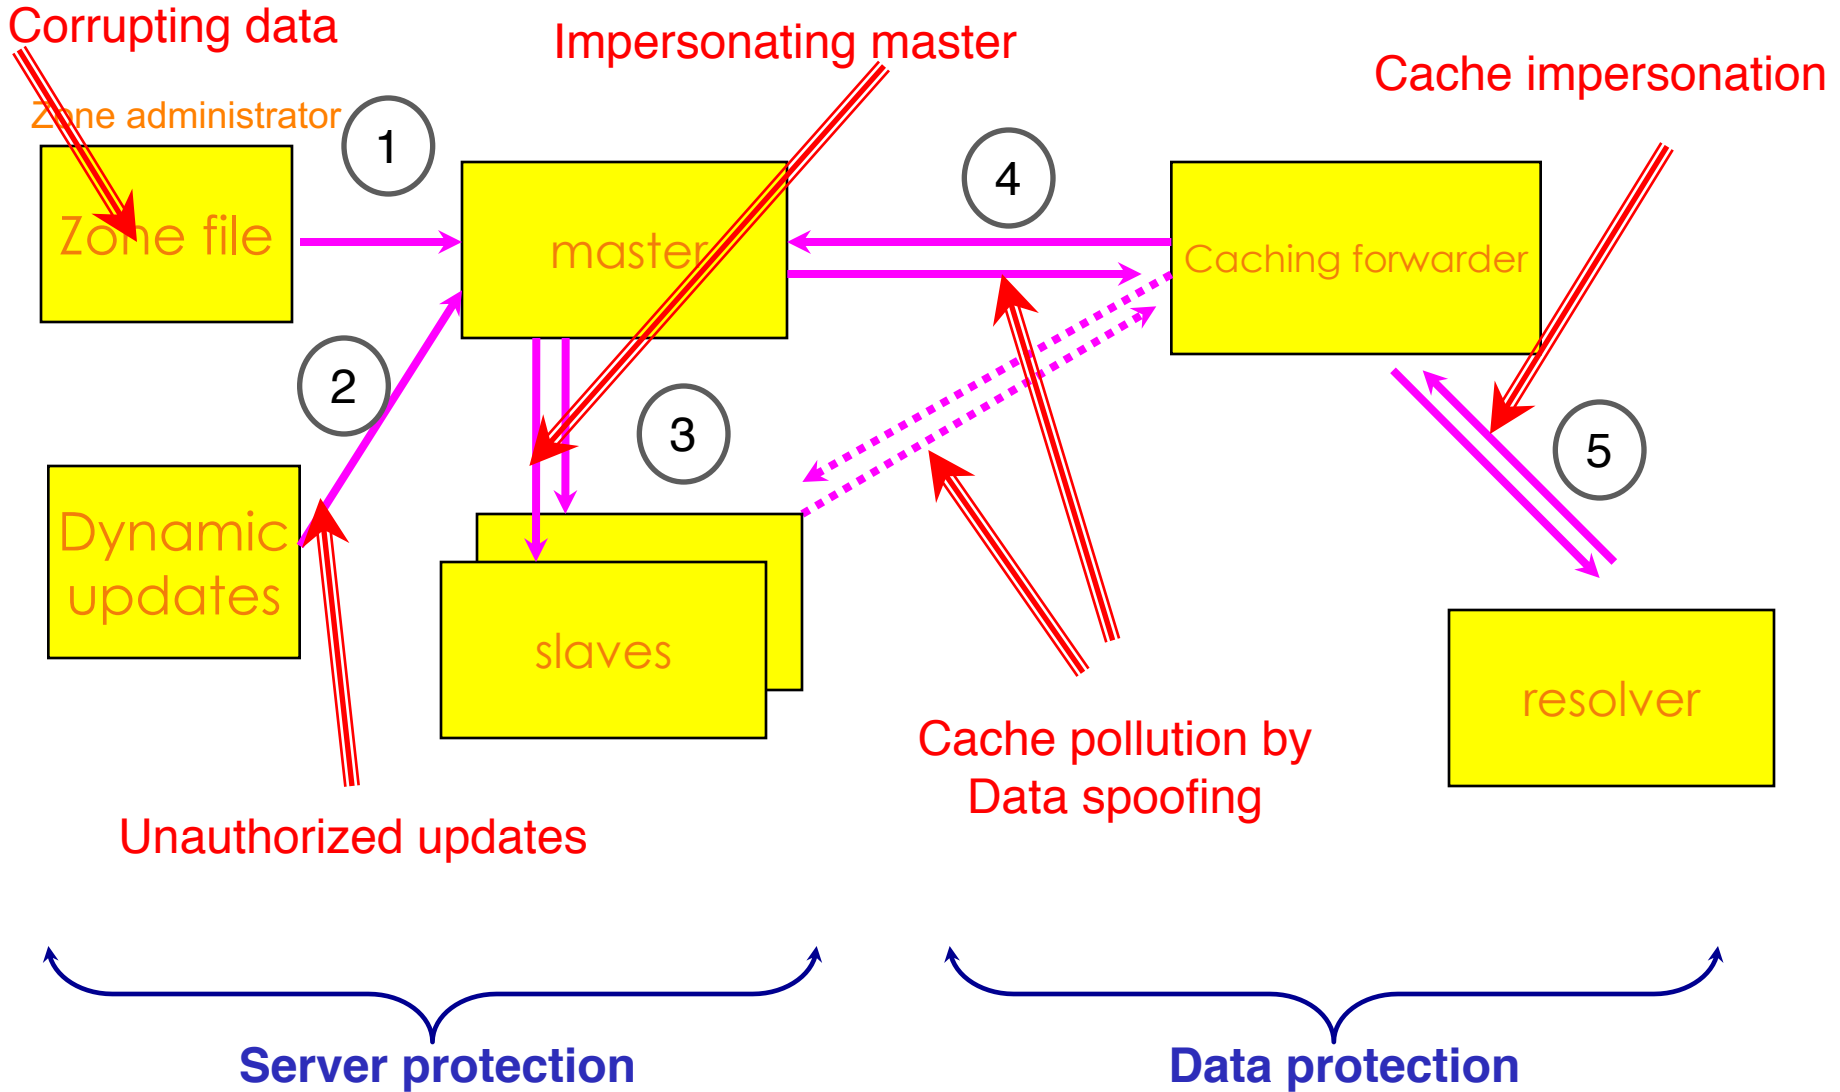 Corrupting data
Impersonating master
Cache impersonation
Zone administrator
1
4
Zone file
master
Caching forwarder
2
3
5
Dynamic
updates
slaves
resolver
Cache pollution by
Data spoofing
Unauthorized updates
Server protection
Data protection